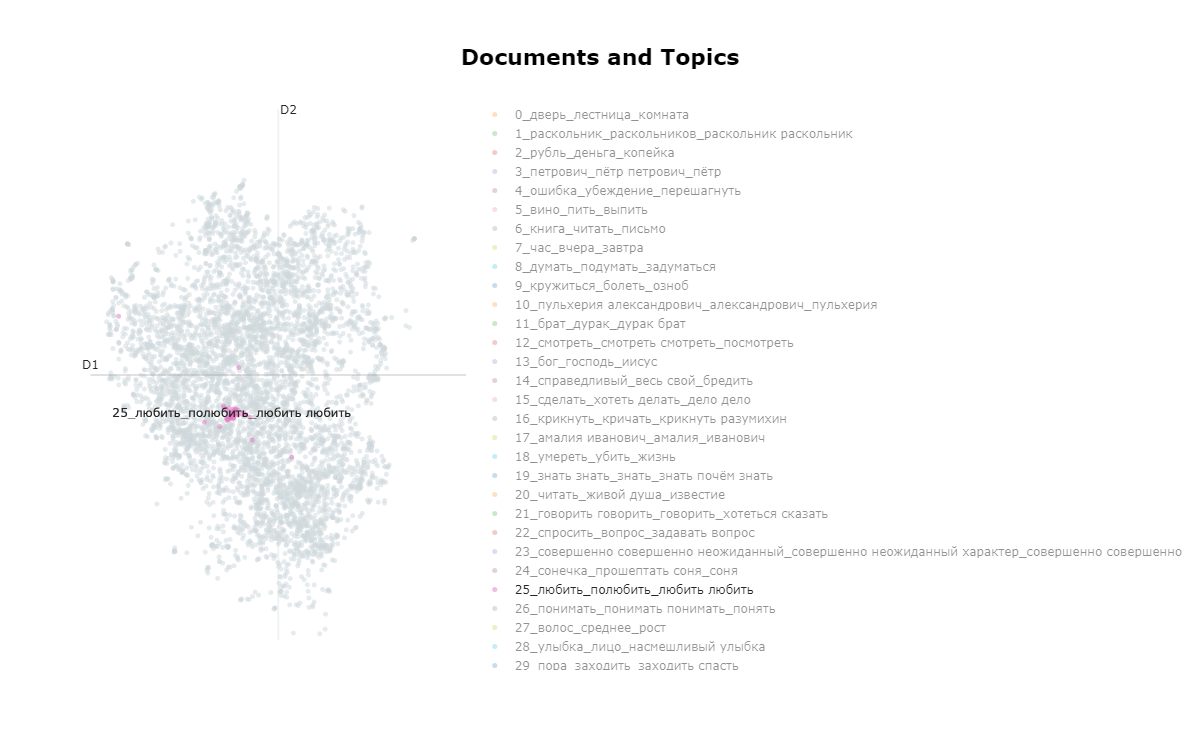 Documents and Topics
D2
D1
25_любить_полюбить_любить любить
0_дверь_лестница_комната
1_раскольник_раскольников_раскольник раскольник
2_рубль_деньга_копейка
3_петрович_пётр петрович_пётр
4_ошибка_убеждение_перешагнуть
5_вино_пить_выпить
6_книга_читать_письмо
7_час_вчера_завтра
8_думать_подумать_задуматься
9_кружиться_болеть_озноб
10_пульхерия александрович_александрович_пульхерия
11_брат_дурак_дурак брат
12_смотреть_смотреть смотреть_посмотреть
13_бог_господь_иисус
14_справедливый_весь свой_бредить
15_сделать_хотеть делать_дело дело
16_крикнуть_кричать_крикнуть разумихин
17_амалия иванович_амалия_иванович
18_умереть_убить_жизнь
19_знать знать_знать_знать почём знать
20_читать_живой душа_известие
21_говорить говорить_говорить_хотеться сказать
22_спросить_вопрос_задавать вопрос
23_совершенно совершенно неожиданный_совершенно неожиданный характер_совершенно совершенно
24_сонечка_прошептать соня_соня
25_любить_полюбить_любить любить
26_понимать_понимать понимать_понять
27_волос_среднее_рост
28_улыбка_лицо_насмешливый улыбка
29_пора_заходить_заходить спасть